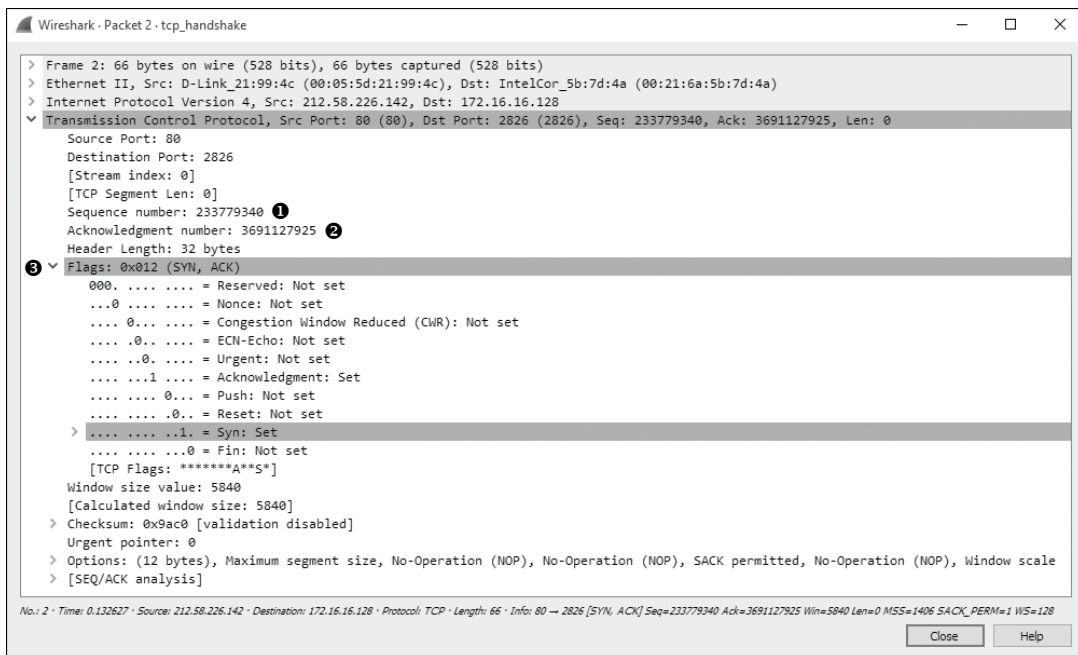 Wireshark · Packet 2 · tcp_handshake
Frame 2: 66 bytes on wire (528 bits), 66 bytes captured (528 bits)
Ethernet II, Src: D-Link_21:99:4c (00:05:5d:21:99:4c), Dst: IntelCor_5b:7d:4a (00:21:6a:5b:7d:4a)
Internet Protocol Version 4, Src: 212.58.226.142, Dst: 172.16.16.128
Transmission Control Protocol, Src Port: 80 (80), Dst Port: 2826 (2826), Seq: 233779340, Ack: 3691127925, Len: 0
Source Port: 80
Destination Port: 2826
[Stream index: 0]
[TCP Segment Len: 0]
Sequence number: 233779340 ❶
Acknowledgment number: 3691127925 ❷
Header Length: 32 bytes
❸ Flags: 0x012 (SYN, ACK)
000. .... .... = Reserved: Not set
...0 .... .... = Nonce: Not set
.... 0... .... = Congestion Window Reduced (CWR): Not set
.... .0.. .... = ECN-Echo: Not set
.... ..0. .... = Urgent: Not set
.... ...1 .... = Acknowledgment: Set
.... .... 0... = Push: Not set
.... .... .0.. = Reset: Not set
.... .... ..1. = Syn: Set
.... .... ...0 = Fin: Not set
[TCP Flags: *******A**S*]
Window size value: 5840
[Calculated window size: 5840]
Checksum: 0x9ac0 [validation disabled]
Urgent pointer: 0
Options: (12 bytes), Maximum segment size, No-Operation (NOP), No-Operation (NOP), SACK permitted, No-Operation (NOP), Window scale
[SEQ/ACK analysis]
No.: 2 · Time: 0.132627 · Source: 212.58.226.142 · Destination: 172.16.16.128 · Protocol: TCP · Length: 66 · Info: 80 → 2826 [SYN, ACK] Seq=233779340 Ack=3691127925 Win=5840 Len=0 MSS=1406 SACK_PERM=1 WS=128
Close Help